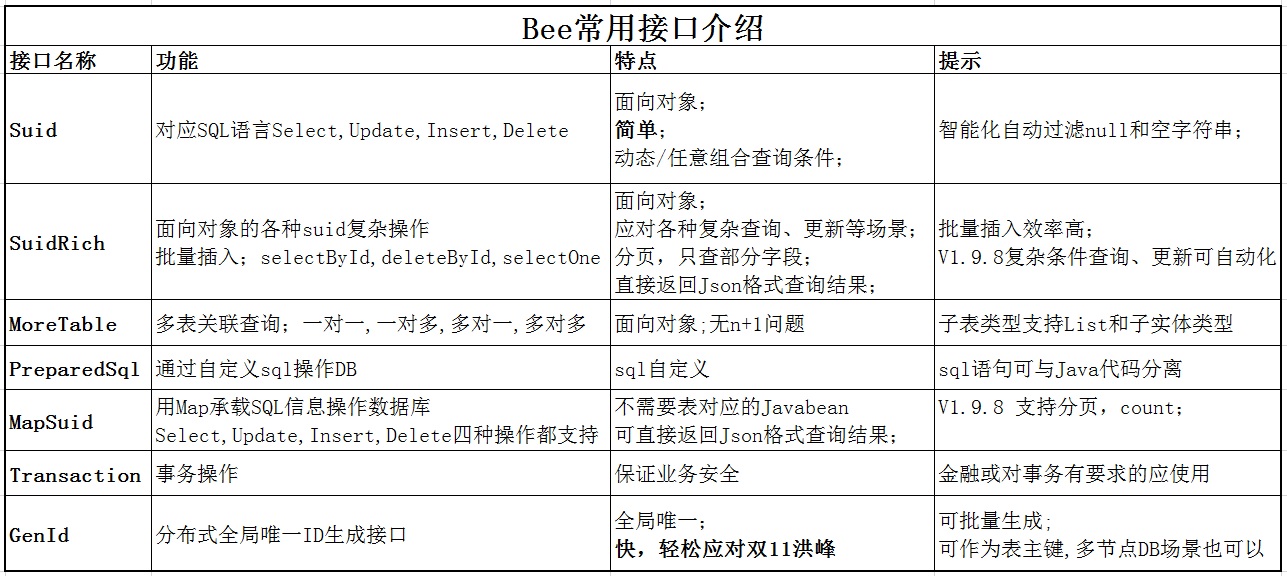 Bee常用接口介绍
接口名称 功能 特点 提示
Suid
对应SQL语言Select,Update,Insert,Delete
面向对象；
简单；
动态/任意组合查询条件；
智能化自动过滤null和空字符串；
SuidRich
面向对象的各种suid复杂操作
批量插入；selectById,deleteById,selectOne
面向对象；
应对各种复杂查询、更新等场景；
分页，只查部分字段；
直接返回Json格式查询结果；
批量插入效率高；
V1.9.8复杂条件查询、更新可自动化
MoreTable
多表关联查询；一对一,一对多,多对一,多对多
面向对象;无n+1问题
子表类型支持List和子实体类型
PreparedSql
通过自定义sql操作DB
sql自定义
sql语句可与Java代码分离
MapSuid
用Map承载SQL信息操作数据库
Select,Update,Insert,Delete四种操作都支持
不需要表对应的Javabean
可直接返回Json格式查询结果；
V1.9.8 支持分页，count；
Transaction
事务操作
保证业务安全
金融或对事务有要求的应使用
GenId
分布式全局唯一ID生成接口
全局唯一；
快，轻松应对双11洪峰
可批量生成；
可作为表主键,多节点DB场景也可以